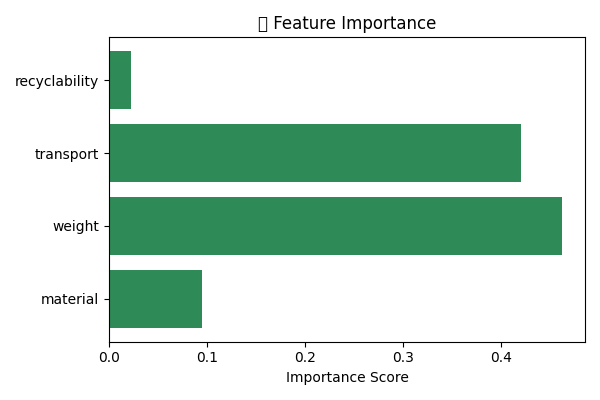 Feature Importance
recyclability
transport
weight
material
0.0 0.1 0.2 0.3 0.4
Importance Score